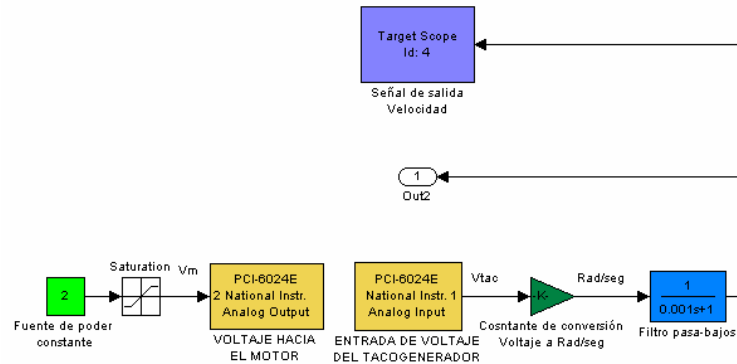 Target Scope
Id: 4
Señal de salida
Velocidad
1
Out2
Saturation
Vm
PCI-6024E
2 National Instr.
Analog Output
PCI-6024E
National Instr. 1
Analog Input
Vtac
Rad/seg
-K-
1
0.001s+1
2
Fuente de poder
constante
VOLTAJE HACIA
EL MOTOR
ENTRADA DE VOLTAJE
DEL TACOGENERADOR
Costante de conversión
Voltaje a Rad/seg
Filtro pasa-bajos